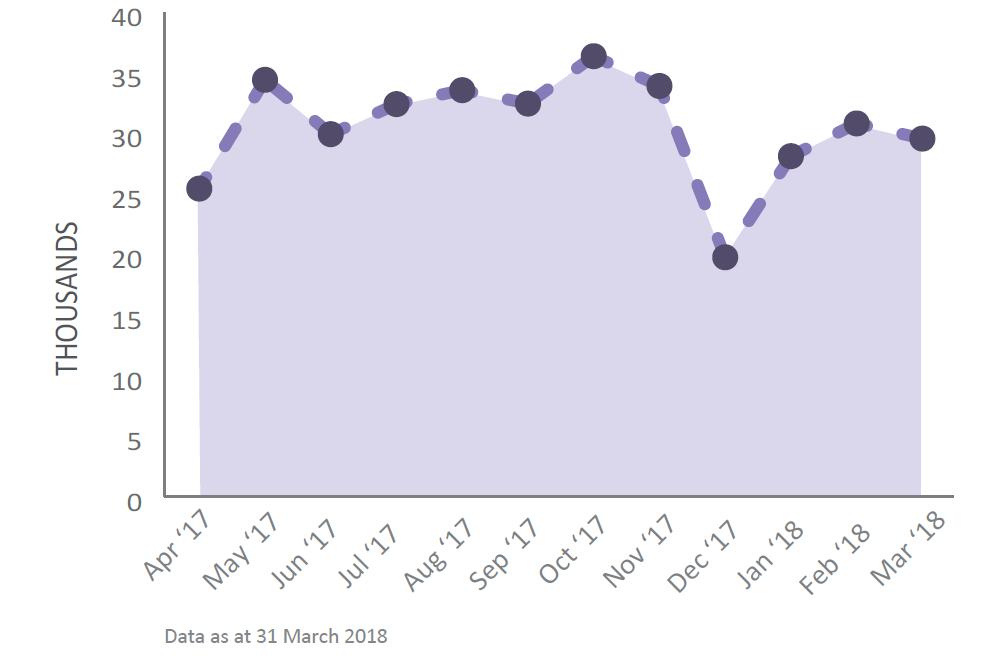 40
35
30
25
20
15
10
5
0
THOUSANDS
Apr ‘17
May ‘17
Jun ‘17
Jul ‘17
Aug ‘17
Sep ‘17
Oct ‘17
Nov ‘17
Dec ‘17
Jan ‘18
Feb ‘18
Mar ‘18
Data as at 31 March 2018